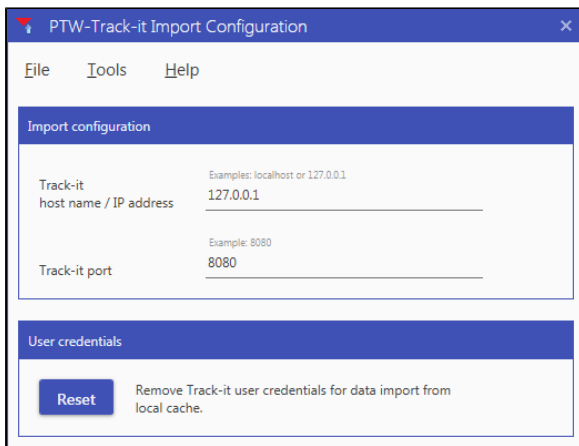 PTW-Track-it Import Configuration
File Tools Help
Import configuration
Examples: localhost or 127.0.0.1
Track-it
host name / IP address
127.0.0.1
Example: 8080
Track-it port
8080
User credentials
Reset
Remove Track-it user credentials for data import from
local cache.